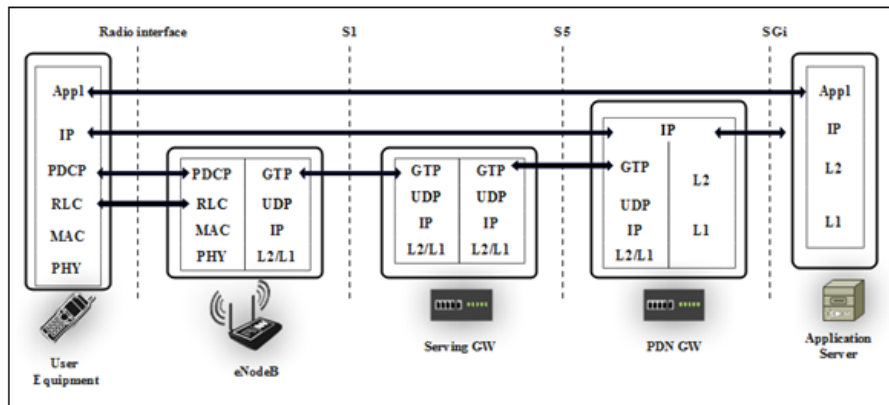 Radio interface
S1
S5
SGi
Appl
IP
PDCP
RLC
MAC
PHY
PDCP
RLC
MAC
PHY
GTP
UDP
IP
L2/L1
GTP
UDP
IP
L2/L1
GTP
UDP
IP
L2/L1
IP
GTP
UDP
IP
L2/L1
L2
L1
Appl
IP
L2
L1
User
Equipment
eNodeB
Serving GW
PDN GW
Application
Server